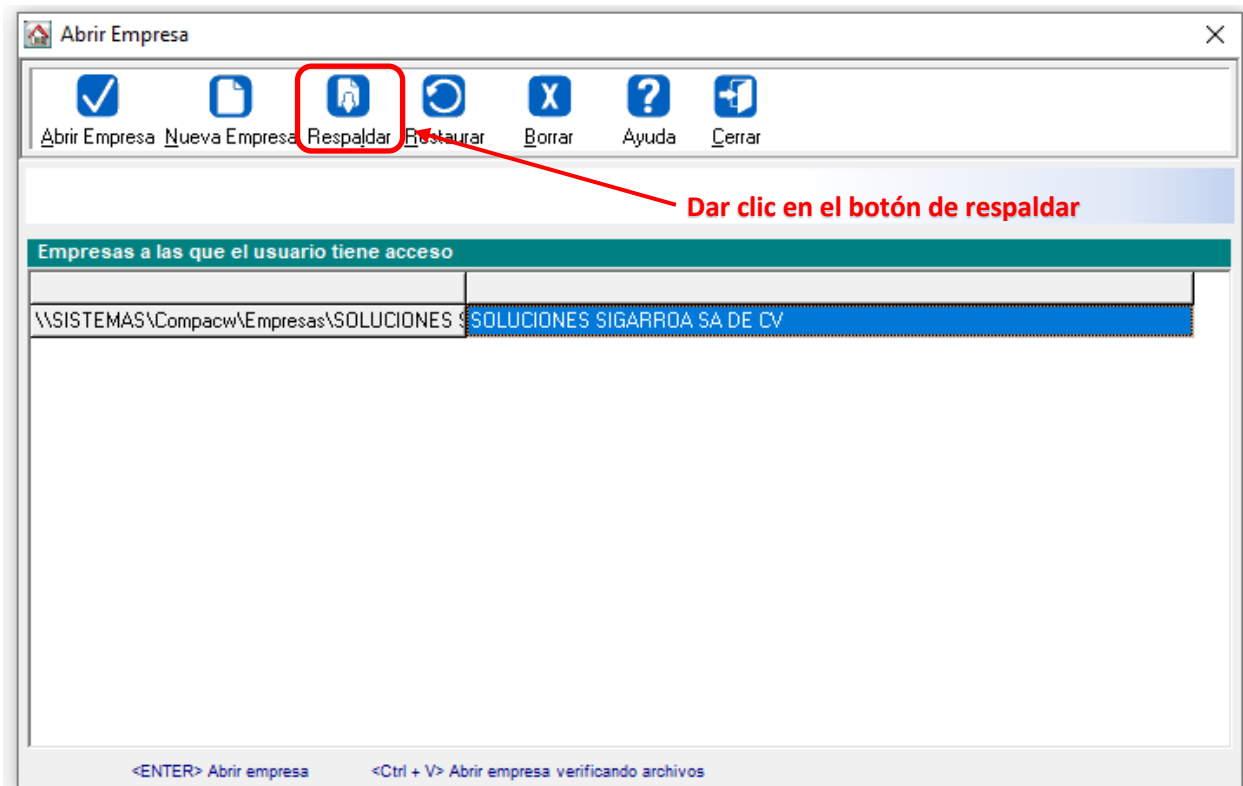 Abrir Empresa
Abrir Empresa Nueva Empresa Respaldar Restaurar Borrar Ayuda Cerrar
Dar clic en el botón de respaldar
Empresas a las que el usuario tiene acceso
\\SISTEMAS\Compacw\Empresas\SOLUCIONES S SOLUCIONES SIGARROA SA DE CV
<ENTER> Abrir empresa <Ctrl + V> Abrir empresa verificando archivos